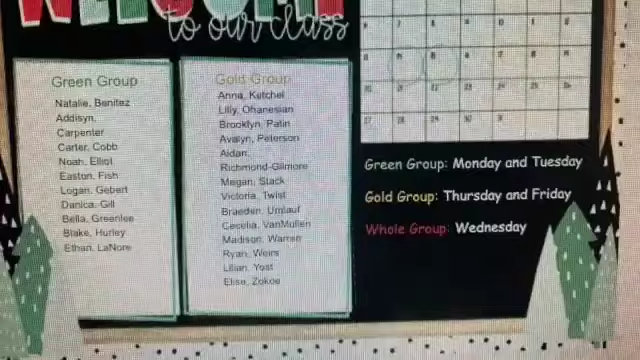 WELCOME
to our class
Green Group
Natalie, Benitez
Addisyn,
Carpenter
Carter, Cobb
Noah, Elliot
Easton, Fish
Logan, Gebert
Danica, Gill
Bella, Greenlee
Blake, Hurley
Ethan, LaNore
Gold Group
Anna, Ketchel
Lilly, Ohanesian
Brooklyn, Patin
Avalyn, Peterson
Aidan,
Richmond-Gilmore
Megan, Slack
Victoria, Twist
Braeden, Umlauf
Cecelia, VanMullen
Madison, Warren
Ryan, Weirs
Lilian, Yost
Elise, Zokoe
Green Group: Monday and Tuesday
Gold Group: Thursday and Friday
Whole Group: Wednesday